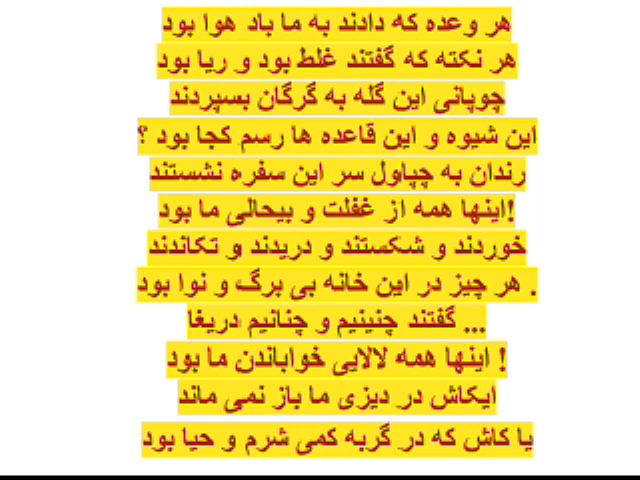 هر وعده که دادند به ما باد هوا بود
هر نکته که گفتند غلط بود و ریا بود
چوپانی این گله به گرگان بسپردند
این شیوه و این قاعده ها رسم کجا بود ؟
رندان به چپاول سر این سفره نشستند
!اینها همه از غفلت و بیحالی ما بود
خوردند و شکستند و دریدند و تکاندند
. هر چیز در این خانه بی برگ و نوا بود
... گفتند چنینیم و چنانیم دریغا
! اینها همه لالایی خواباندن ما بود
ایکاش در دیزی ما باز نمی ماند
یا کاش که در گربه کمی شرم و حیا بود